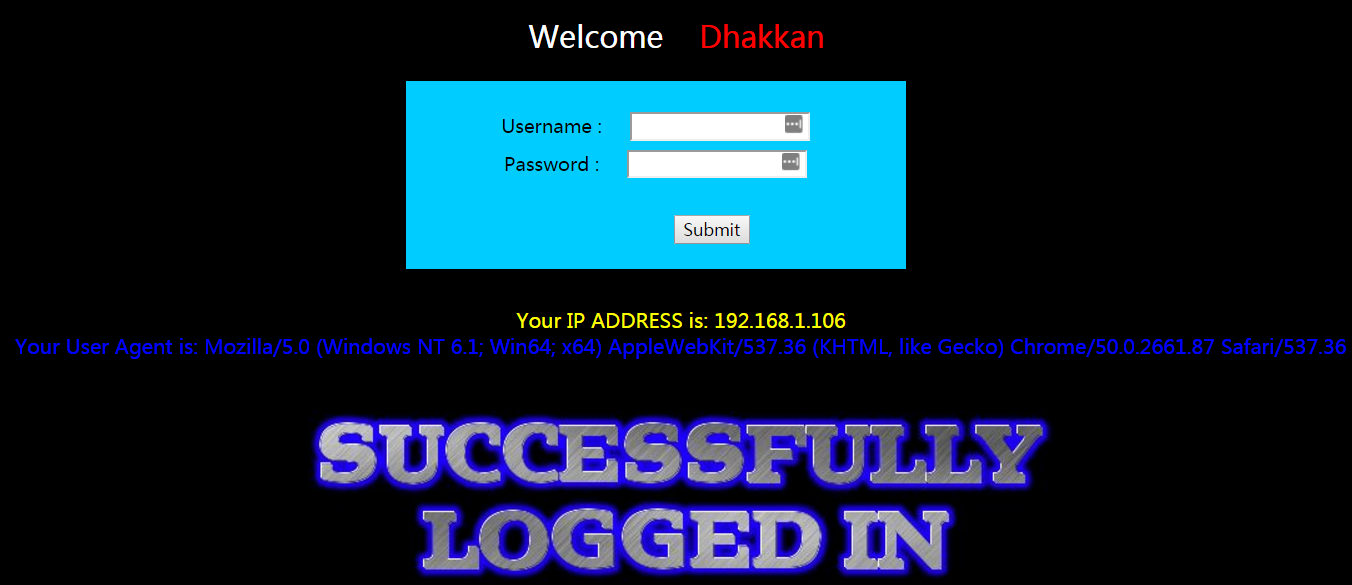 Welcome Dhakkan
Username :
Password :
Submit
Your IP ADDRESS is: 192.168.1.106
Your User Agent is: Mozilla/5.0 (Windows NT 6.1; Win64; x64) AppleWebKit/537.36 (KHTML, like Gecko) Chrome/50.0.2661.87 Safari/537.36
SUCCESSFULLY
LOGGED IN